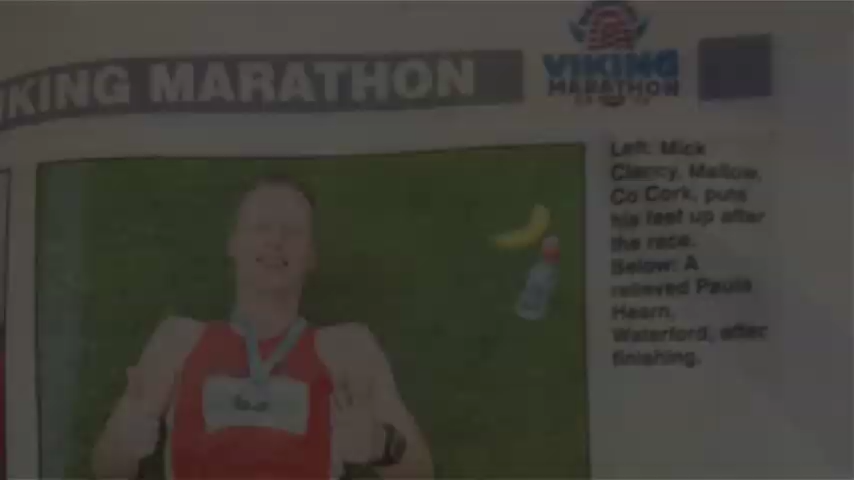 VIKING MARATHON
VIKING
MARATHON
Left: Mick
Clancy, Mallow,
Co Cork, puts
his feet up after
the race.
Below: A
relieved Paula
Hearn,
Waterford, after
finishing.